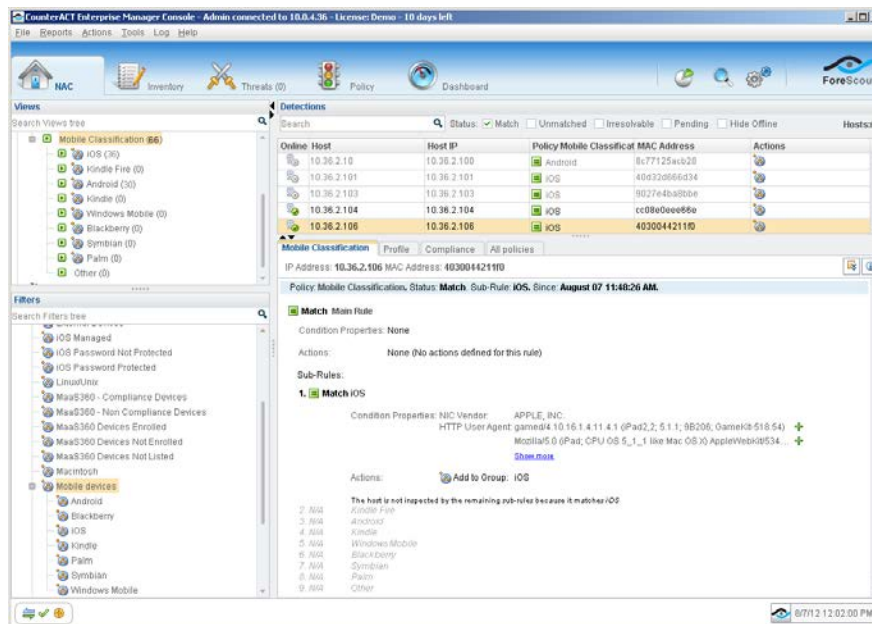 CounterACT Enterprise Manager Console - Admin connected to 10.0.4.36 - License: Demo - 10 days left
File Reports Actions Tools Log Help
NAC Inventory Threats (0) Policy Dashboard
ForeScou
Views
Search Views tree
Mobile Classification (66)
iOS (36)
Kindle Fire (0)
Android (30)
Kindle (0)
Windows Mobile (0)
Blackberry (0)
Symbian (0)
Palm (0)
Other (0)
Filters
Search Filters tree
iOS Managed
iOS Password Not Protected
iOS Password Protected
Linux/Unix
MaaS360 - Compliance Devices
MaaS360 - Non Compliance Devices
MaaS360 Devices Enrolled
MaaS360 Devices Not Enrolled
MaaS360 Devices Not Listed
Macintosh
Mobile devices
Android
Blackberry
iOS
Kindle
Palm
Symbian
Windows Mobile
Detections
Search Status: Match Unmatched Irresolvable Pending Hide Offline Hosts:
Online Host Host IP Policy Mobile Classificat MAC Address Actions
10.36.2.10 10.36.2.100 Android 8c77125acb28
10.36.2.101 10.36.2.101 iOS 40d32d666d34
10.36.2.103 10.36.2.103 iOS 9027e4ba8bbe
10.36.2.104 10.36.2.104 iOS cc08e0eee66e
10.36.2.106 10.36.2.106 iOS 4030044211f0
Mobile Classification Profile Compliance All policies
IP Address: 10.36.2.106 MAC Address: 4030044211f0
Policy: Mobile Classification. Status: Match. Sub-Rule: iOS. Since: August 07 11:48:26 AM.
Match Main Rule
Condition Properties: None
Actions: None (No actions defined for this rule)
Sub-Rules:
1. Match iOS
Condition Properties: NIC Vendor: APPLE, INC.
HTTP User Agent: gamed/4.10.16.1.4.11.4.1 (iPad2,2; 5.1.1; 9B206; GameKit-518.54)
Mozilla/5.0 (iPad; CPU OS 5_1_1 like Mac OS X) AppleWebKit/534...
Show more
Actions: Add to Group: iOS
The host is not inspected by the remaining sub-rules because it matches iOS
2. N/A Kindle Fire
3. N/A Android
4. N/A Kindle
5. N/A Windows Mobile
6. N/A Blackberry
7. N/A Symbian
8. N/A Palm
9. N/A Other
8/7/12 12:02:00 PM